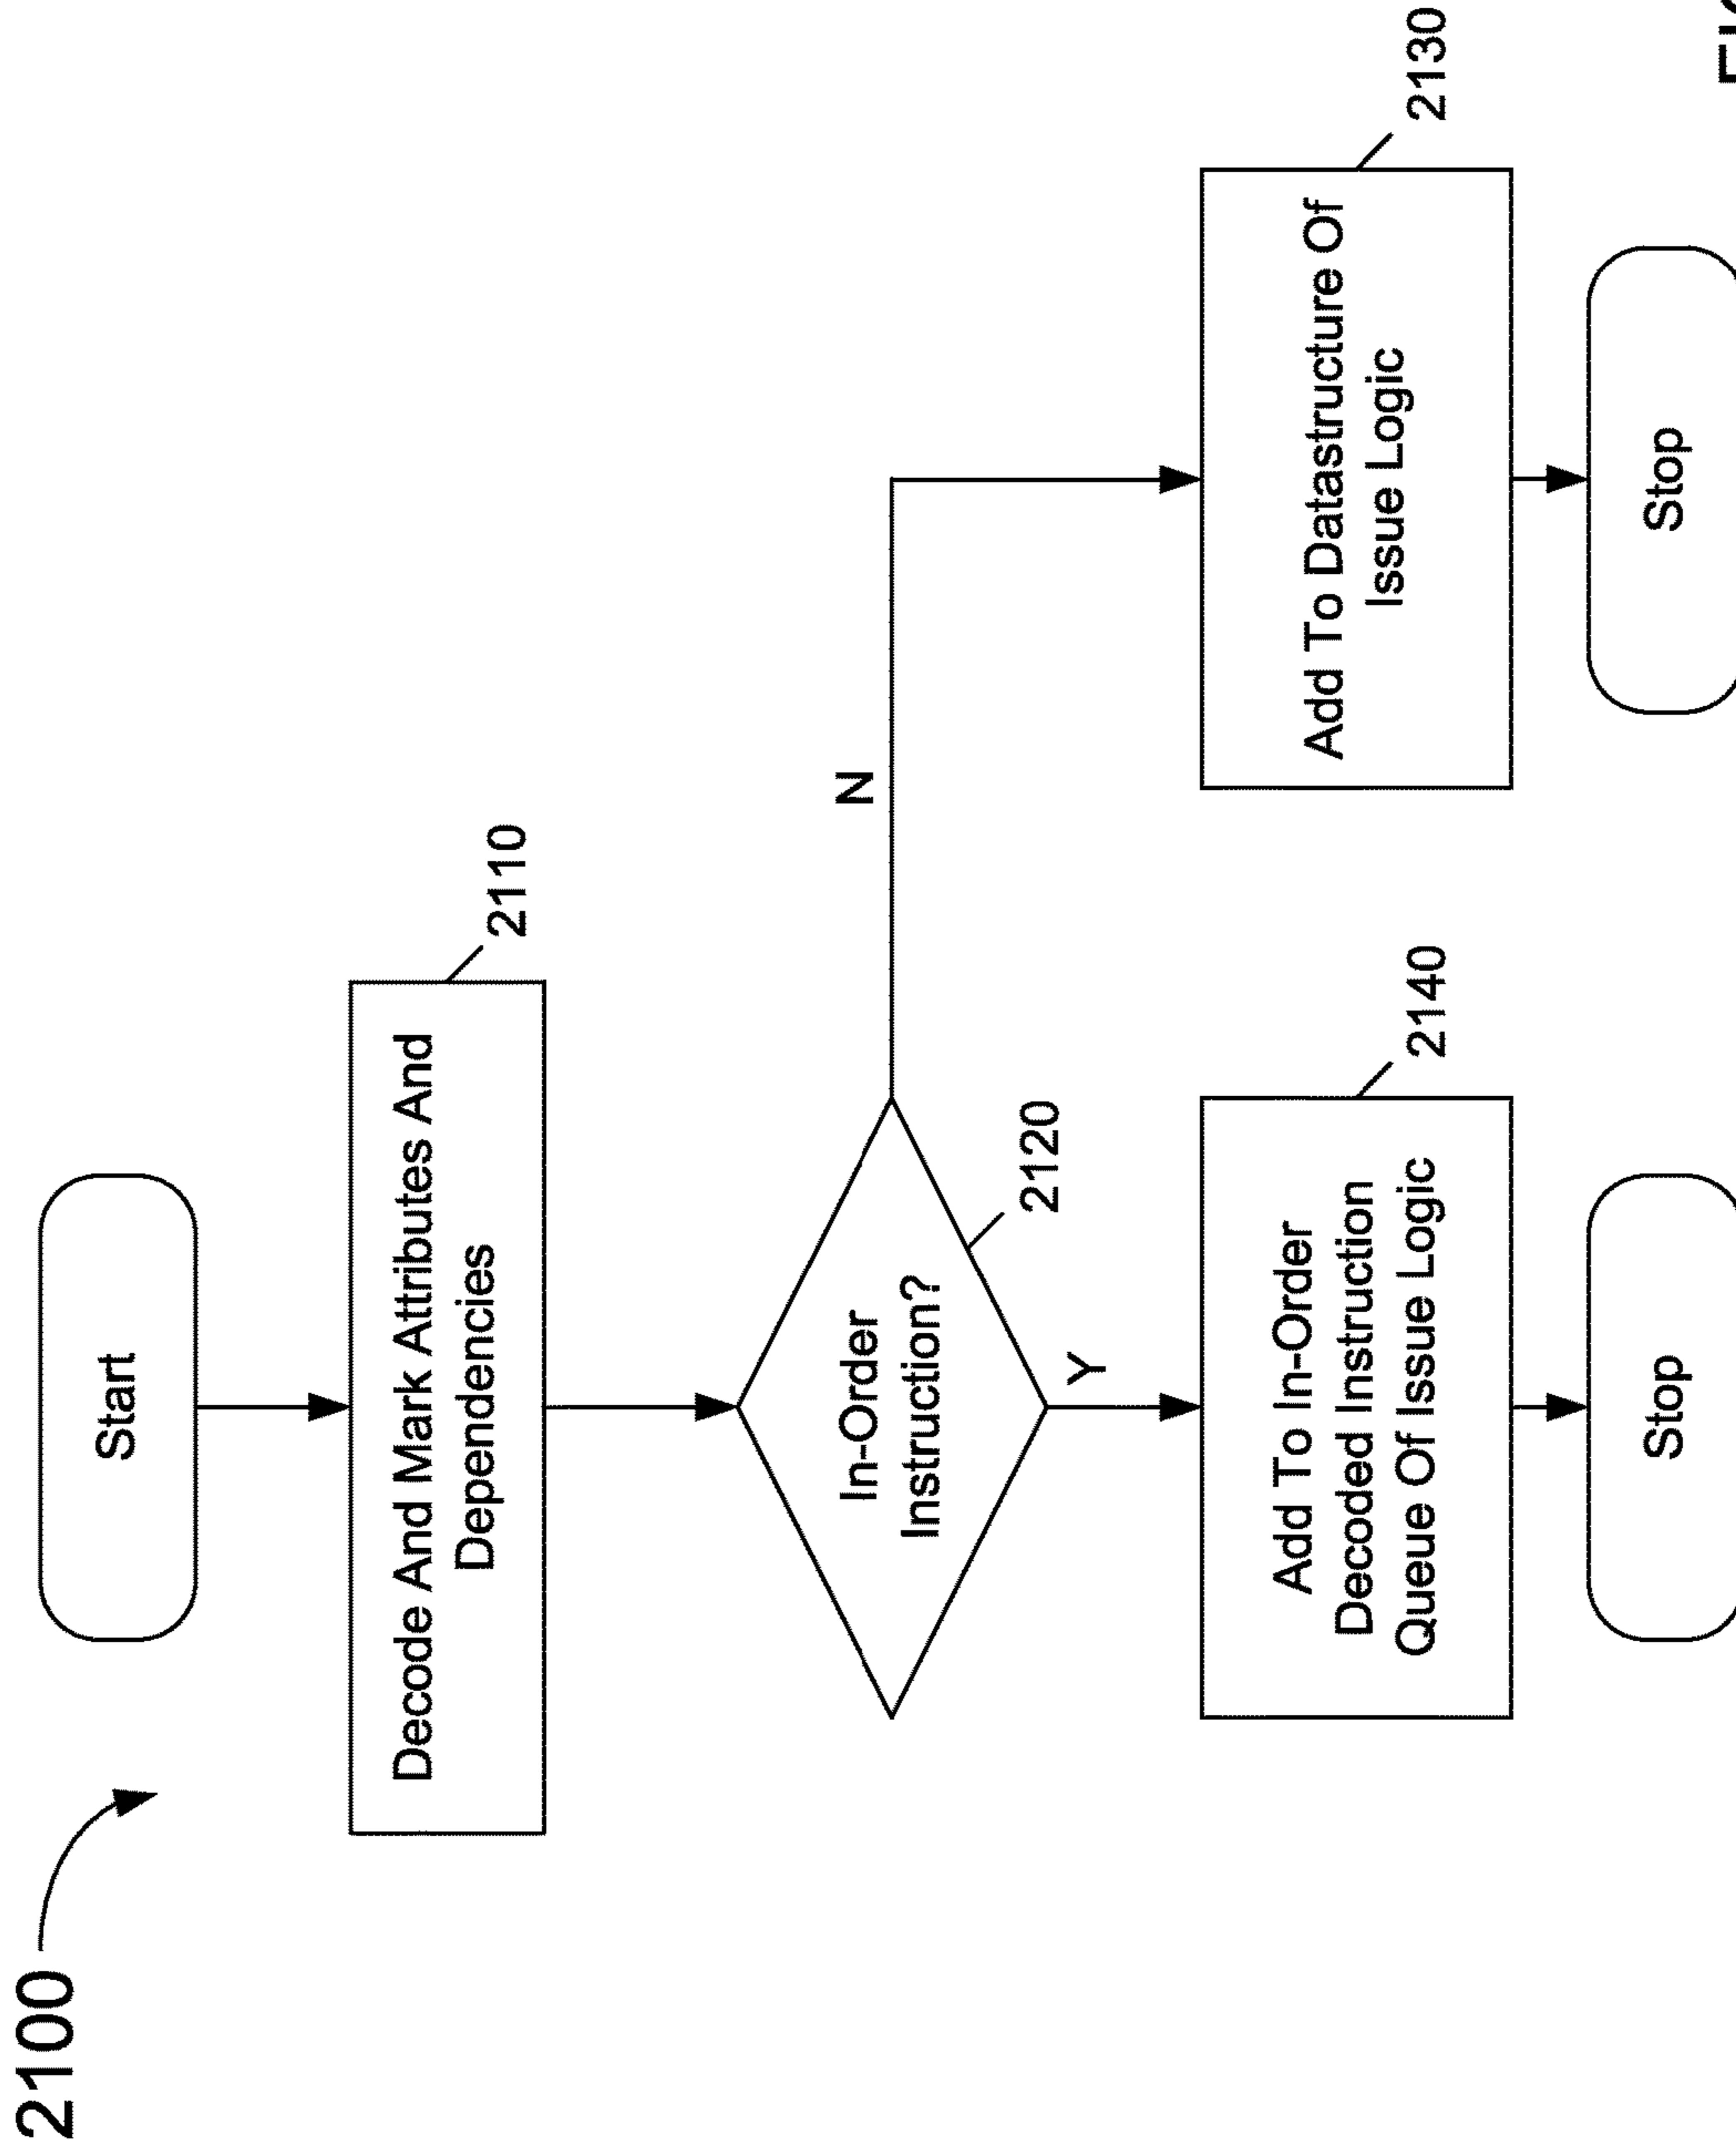 2100
Start
Decode And Mark Attributes And
Dependencies
2110
In-Order
Instruction?
2120
N
Y
Add To In-Order
Decoded Instruction
Queue Of Issue Logic
2140
Add To Datastructure Of
Issue Logic
2130
Stop
Stop